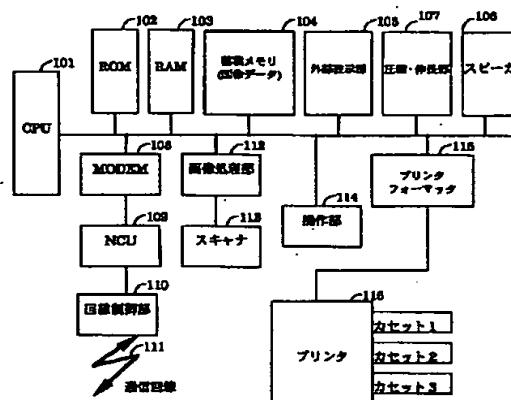 101
CPU
102
ROM
103
RAM
104
蓄積メモリ
(画像データ)
105
外部表示部
107
圧縮・伸長部
106
スピーカ
108
MODEM
112
画像処理部
115
プリンタ
フォーマッタ
109
NCU
113
スキャナ
114
操作部
110
回線制御部
111
通信回線
116
プリンタ
カセット1
カセット2
カセット3